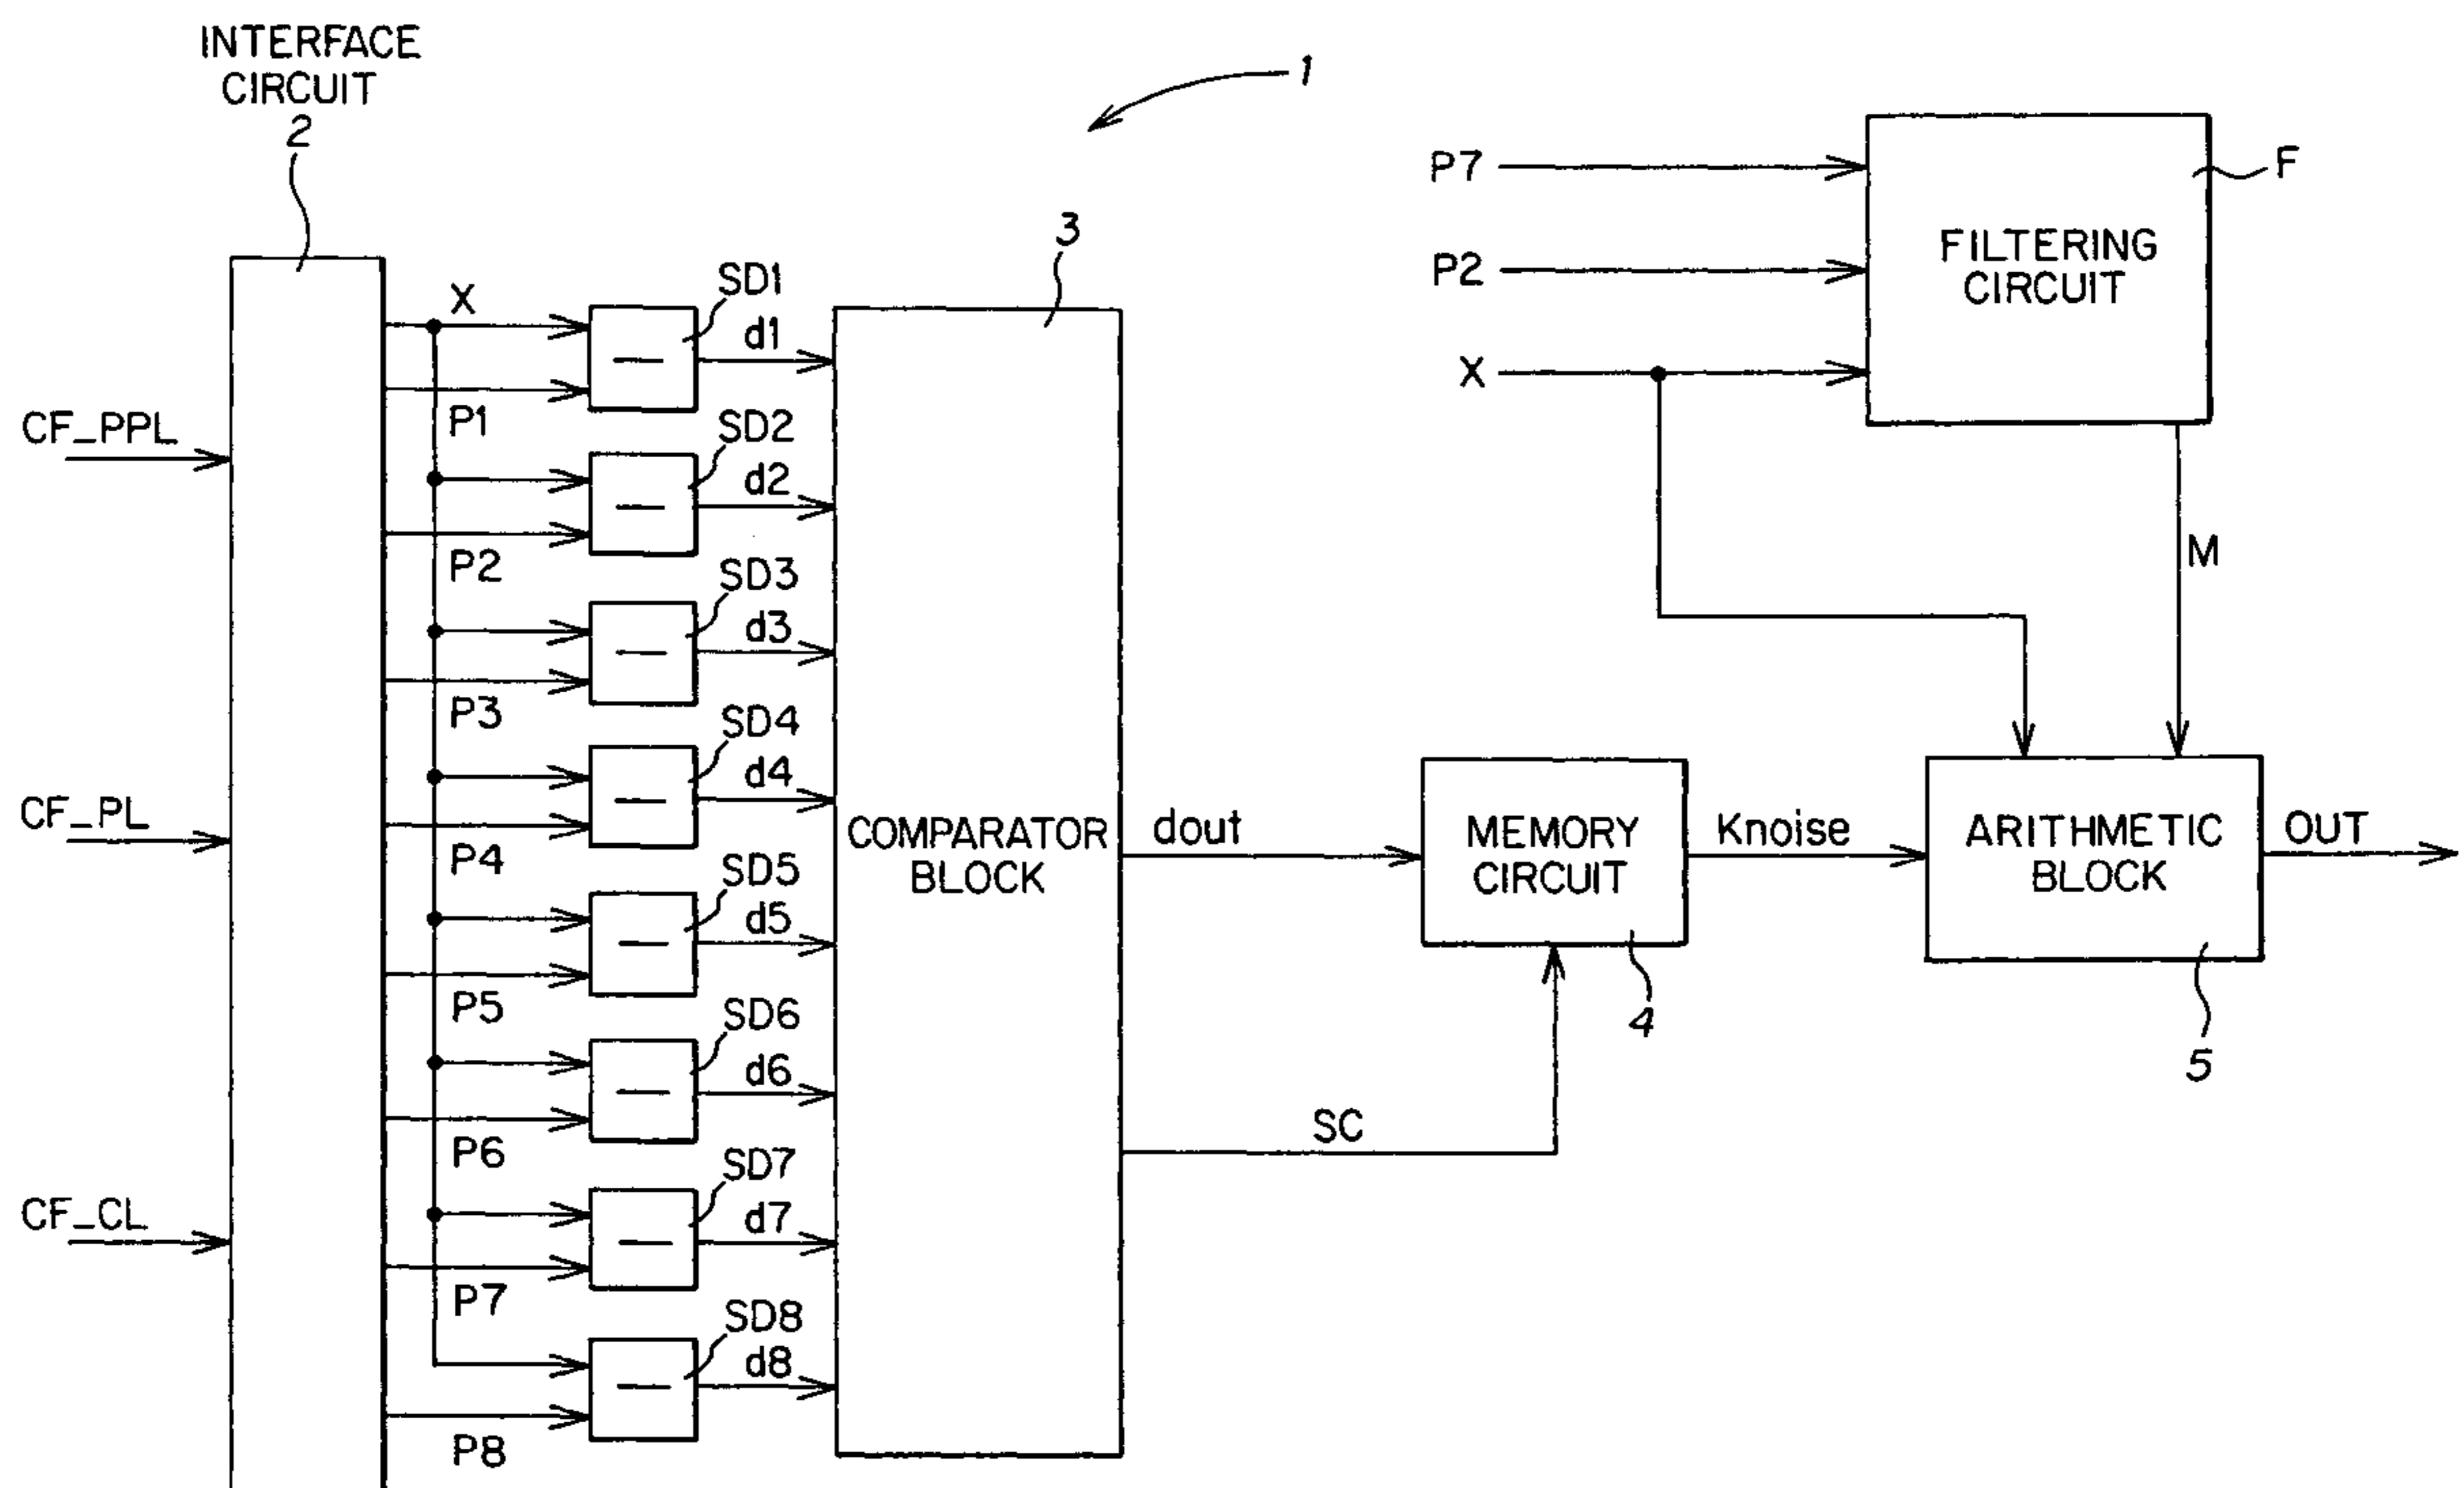 INTERFACE
CIRCUIT
2
1
P7
P2
X
FILTERING
CIRCUIT
F
M
CF_PPL
CF_PL
CF_CL
X
P1
P2
P3
P4
P5
P6
P7
P8
SD1
d1
SD2
d2
SD3
d3
SD4
d4
SD5
d5
SD6
d6
SD7
d7
SD8
d8
3
COMPARATOR
BLOCK
dout
SC
MEMORY
CIRCUIT
4
Knoise
ARITHMETIC
BLOCK
5
OUT